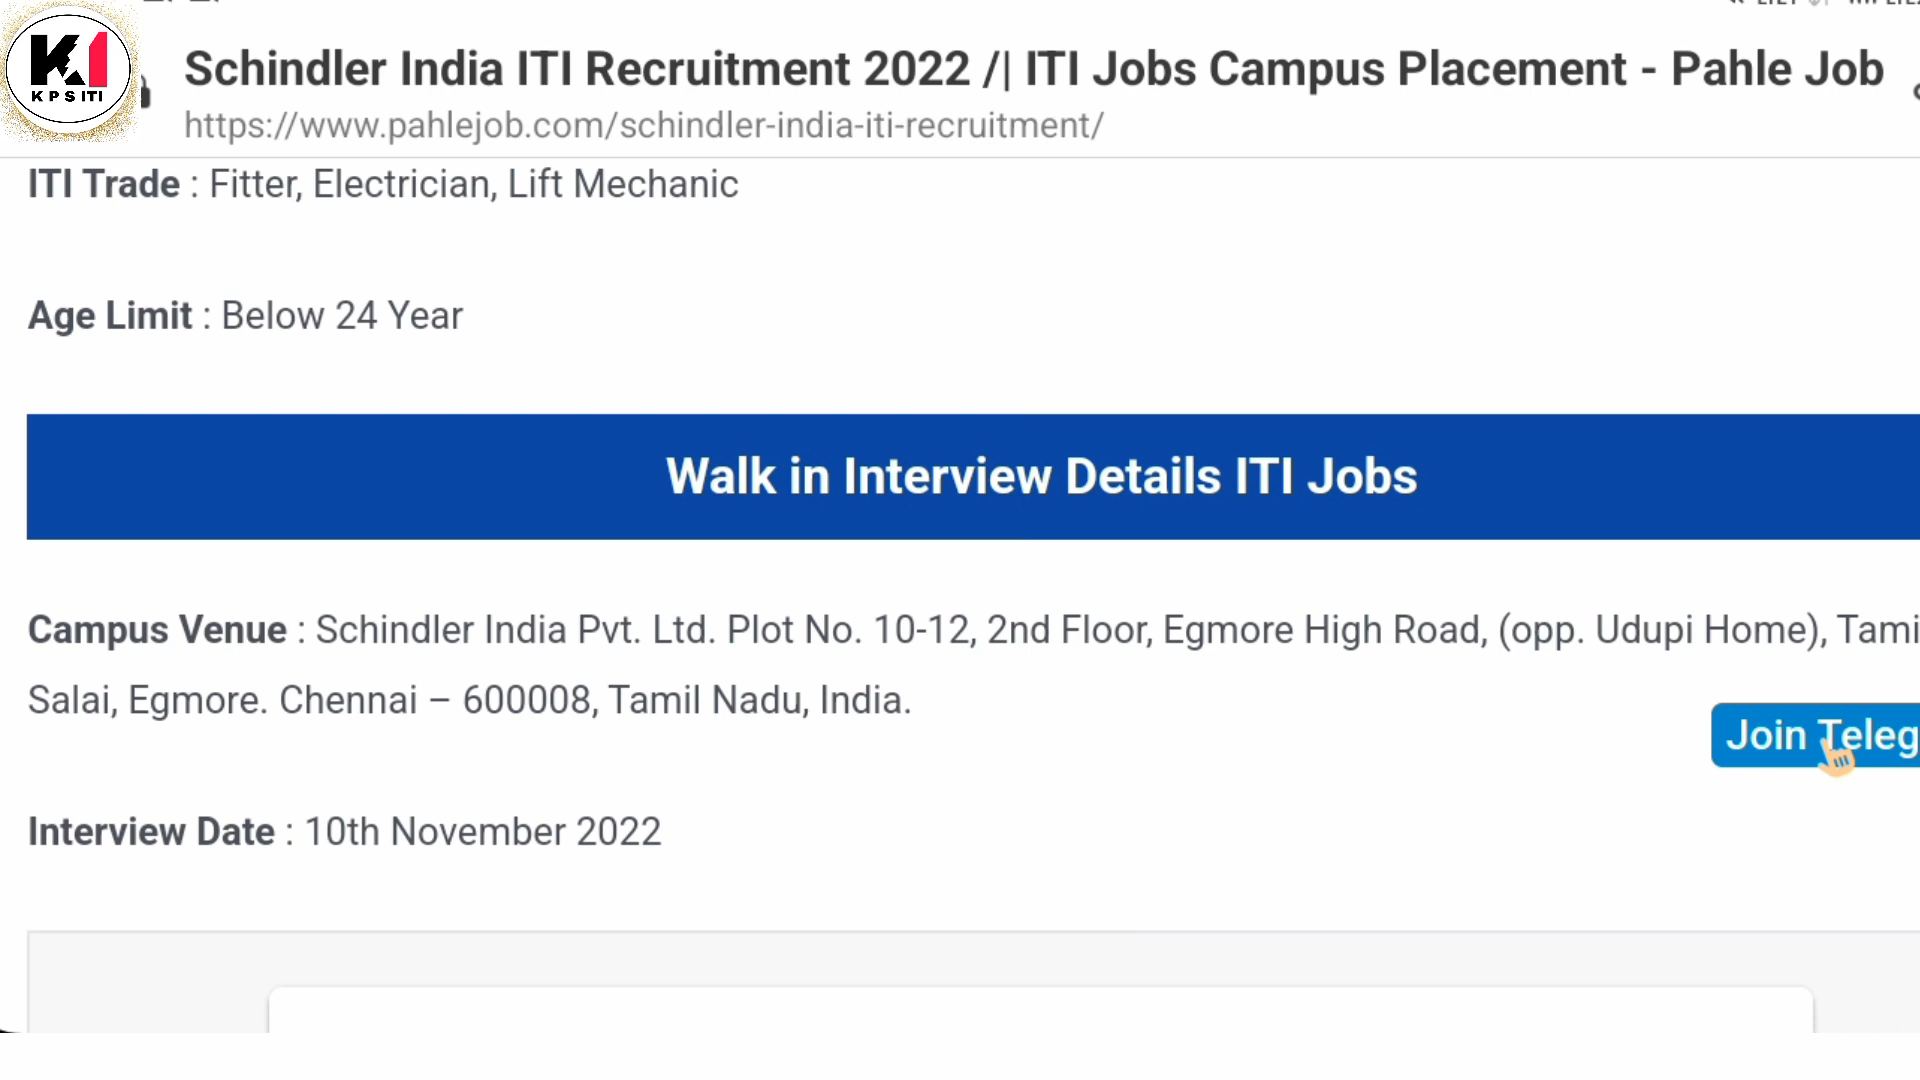 K1
KPSITI
Schindler India ITI Recruitment 2022 /| ITI Jobs Campus Placement - Pahle Job
https://www.pahlejob.com/schindler-india-iti-recruitment/
ITI Trade : Fitter, Electrician, Lift Mechanic
Age Limit : Below 24 Year
Walk in Interview Details ITI Jobs
Campus Venue : Schindler India Pvt. Ltd. Plot No. 10-12, 2nd Floor, Egmore High Road, (opp. Udupi Home), Tami
Salai, Egmore. Chennai – 600008, Tamil Nadu, India.
Join Teleg
Interview Date : 10th November 2022